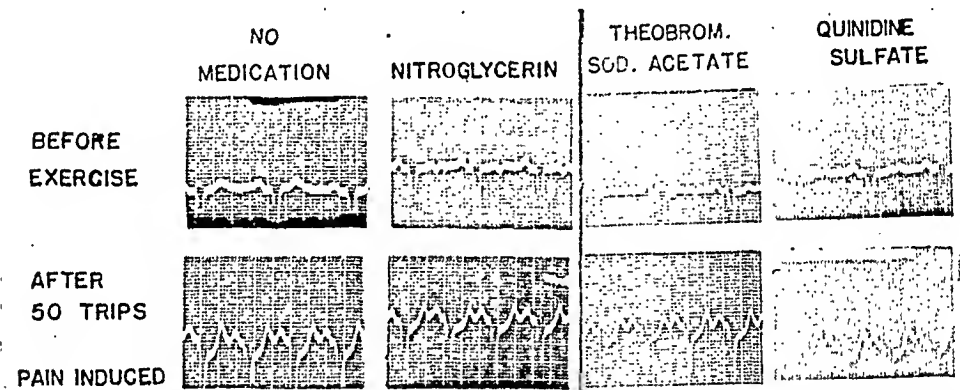 NO
MEDICATION
NITROGLYCERIN
THEOBROM.
SOD. ACETATE
QUINIDINE
SULFATE
BEFORE
EXERCISE
AFTER
50 TRIPS
PAIN INDUCED